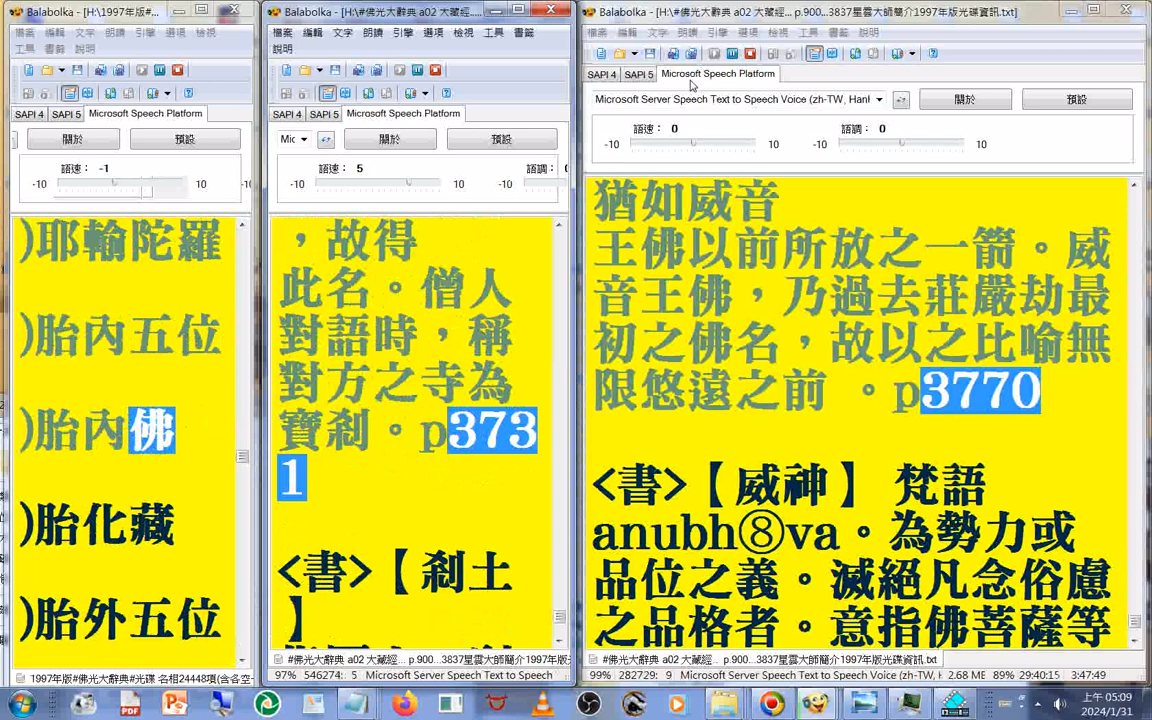 Balabolka - [H:\1997年版#...
檔案 編輯 文字 朗讀 引擎 選項 檢視
工具 書籤 說明
SAPI 4 SAPI 5 Microsoft Speech Platform
關於 預設
語速： -1
-10 10
)耶輸陀羅
)胎內五位
)胎內佛
)胎化藏
)胎外五位
Balabolka - [H:\#佛光大辭典 a02 大藏經...
檔案 編輯 文字 朗讀 引擎 選項 檢視 工具 書籤
說明
SAPI 4 SAPI 5 Microsoft Speech Platform
Mic 關於 預設
語速： 5 語調：
-10 10 -10
，故得
此名。僧人
對語時，稱
對方之寺為
寶剎。p373
1
<書>【剎土
】
#佛光大辭典 a02 大藏經... p.900...3837星雲大師簡介1997年版
97% 546274: Microsoft Server Speech Text to Speech
Balabolka - [H:\#佛光大辭典 a02 大藏經... p.900...3837星雲大師簡介1997年版光碟資訊.txt]
檔案 編輯 文字 朗讀 引擎 選項 檢視 工具 書籤 說明
SAPI 4 SAPI 5 Microsoft Speech Platform
Microsoft Server Speech Text to Speech Voice (zh-TW, HanH 關於 預設
語速： 0 語調： 0
-10 10 -10 10
猶如威音
王佛以前所放之一箭。威
音王佛，乃過去莊嚴劫最
初之佛名，故以之比喻無
限悠遠之前 。p3770
<書>【威神】 梵語
anubh⑧va。為勢力或
品位之義。滅絕凡念俗慮
之品格者。意指佛菩薩等
#佛光大辭典 a02 大藏經... p.900...3837星雲大師簡介1997年版光碟資訊.txt
99% 282729: 9 Microsoft Server Speech Text to Speech Voice (zh-TW, H 2.68 MB 89% 29:40:15 3:47:49
1997年版#佛光大辭典#光碟 名相24448項(含各空
上午 05:09
2024/1/31